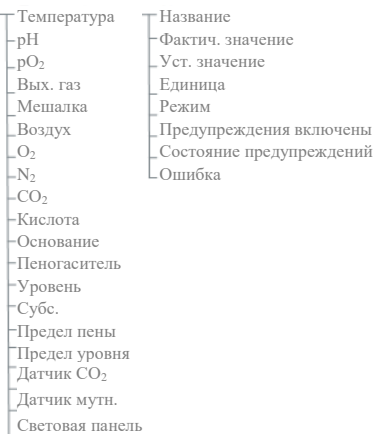 Температура
pH
pO₂
Вых. газ
Мешалка
Воздух
O₂
N₂
CO₂
Кислота
Основание
Пеногаситель
Уровень
Субс.
Предел пены
Предел уровня
Датчик CO₂
Датчик мутн.
Световая панель
Название
Фактич. значение
Уст. значение
Единица
Режим
Предупреждения включены
Состояние предупреждений
Ошибка